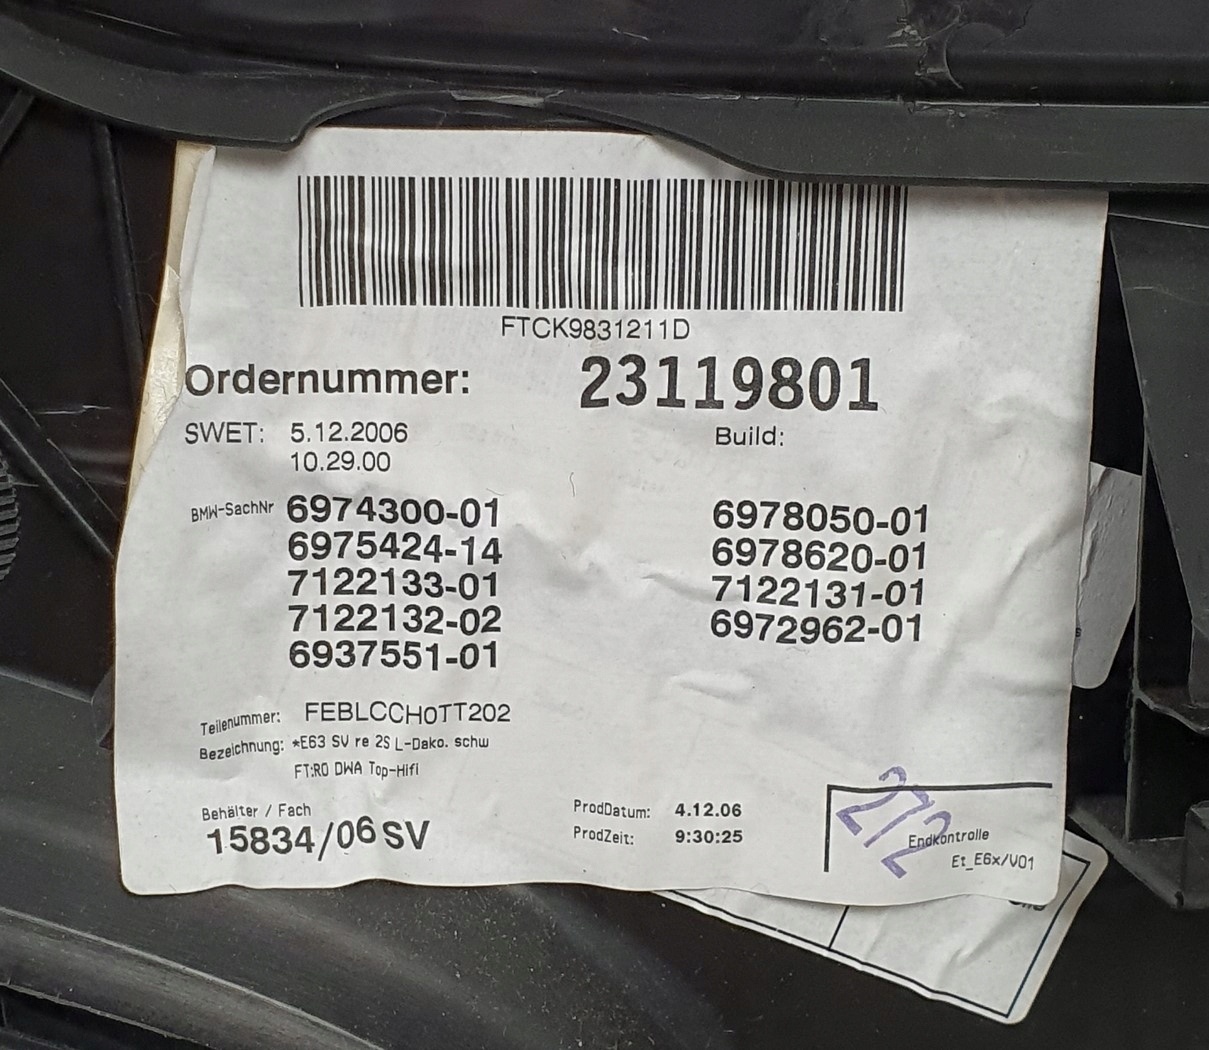 FTCK9831211D
Ordernummer: 23119801
SWET: 5.12.2006 Build:
10.29.00
BMW-SachNr 6974300-01 6978050-01
6975424-14 6978620-01
7122133-01 7122131-01
7122132-02 6972962-01
6937551-01
Teilenummer: FEBLCCH0TT202
Bezeichnung: *E63 SV re 2S L-Dako. schw
FT:RO DWA Top-Hifi
Behälter / Fach ProdDatum: 4.12.06
15834/06 SV ProdZeit: 9:30:25
272
Endkontrolle
Et_E6x/V01